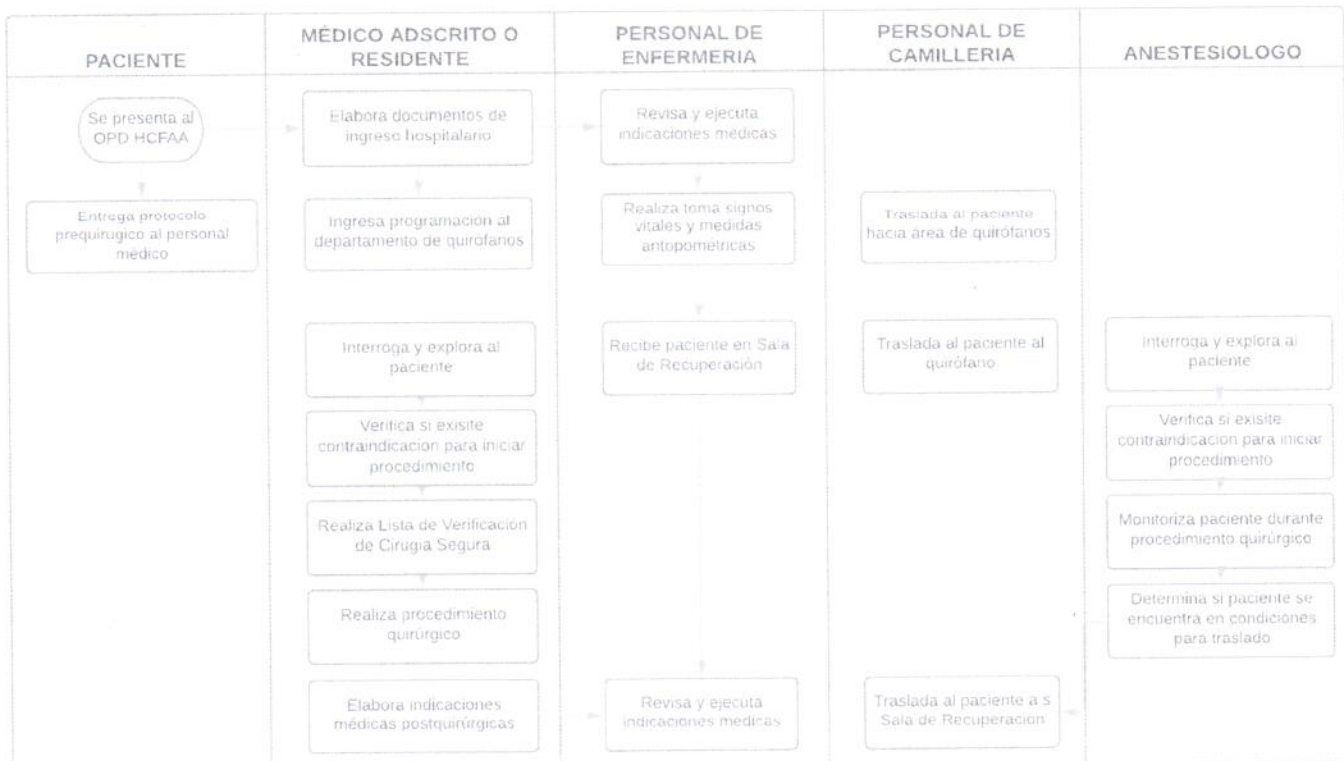 PACIENTE
MÉDICO ADSCRITO O
RESIDENTE
PERSONAL DE
ENFERMERIA
PERSONAL DE
CAMILLERIA
ANESTESIOLOGO
Se presenta al
OPD HCFAA
Elabora documentos de
ingreso hospitalario
Revisa y ejecuta
indicaciones médicas
Entrega protocolo
prequirugico al personal
médico
Ingresa programación al
departamento de quirófanos
Realiza toma signos
vitales y medidas
antopométricas
Traslada al paciente
hacia área de quirófanos
Interroga y explora al
paciente
Recibe paciente en Sala
de Recuperación
Traslada al paciente al
quirófano
Interroga y explora al
paciente
Verifica si exisite
contraindicacion para iniciar
procedimiento
Verifica si exisite
contraindicacion para iniciar
procedimiento
Realiza Lista de Verificación
de Cirugia Segura
Monitoriza paciente durante
procedimiento quirúrgico
Realiza procedimiento
quirúrgico
Determina si paciente se
encuentra en condiciones
para traslado
Elabora indicaciones
médicas postquirúrgicas
Revisa y ejecuta
indicaciones medicas
Traslada al paciente a s
Sala de Recuperación